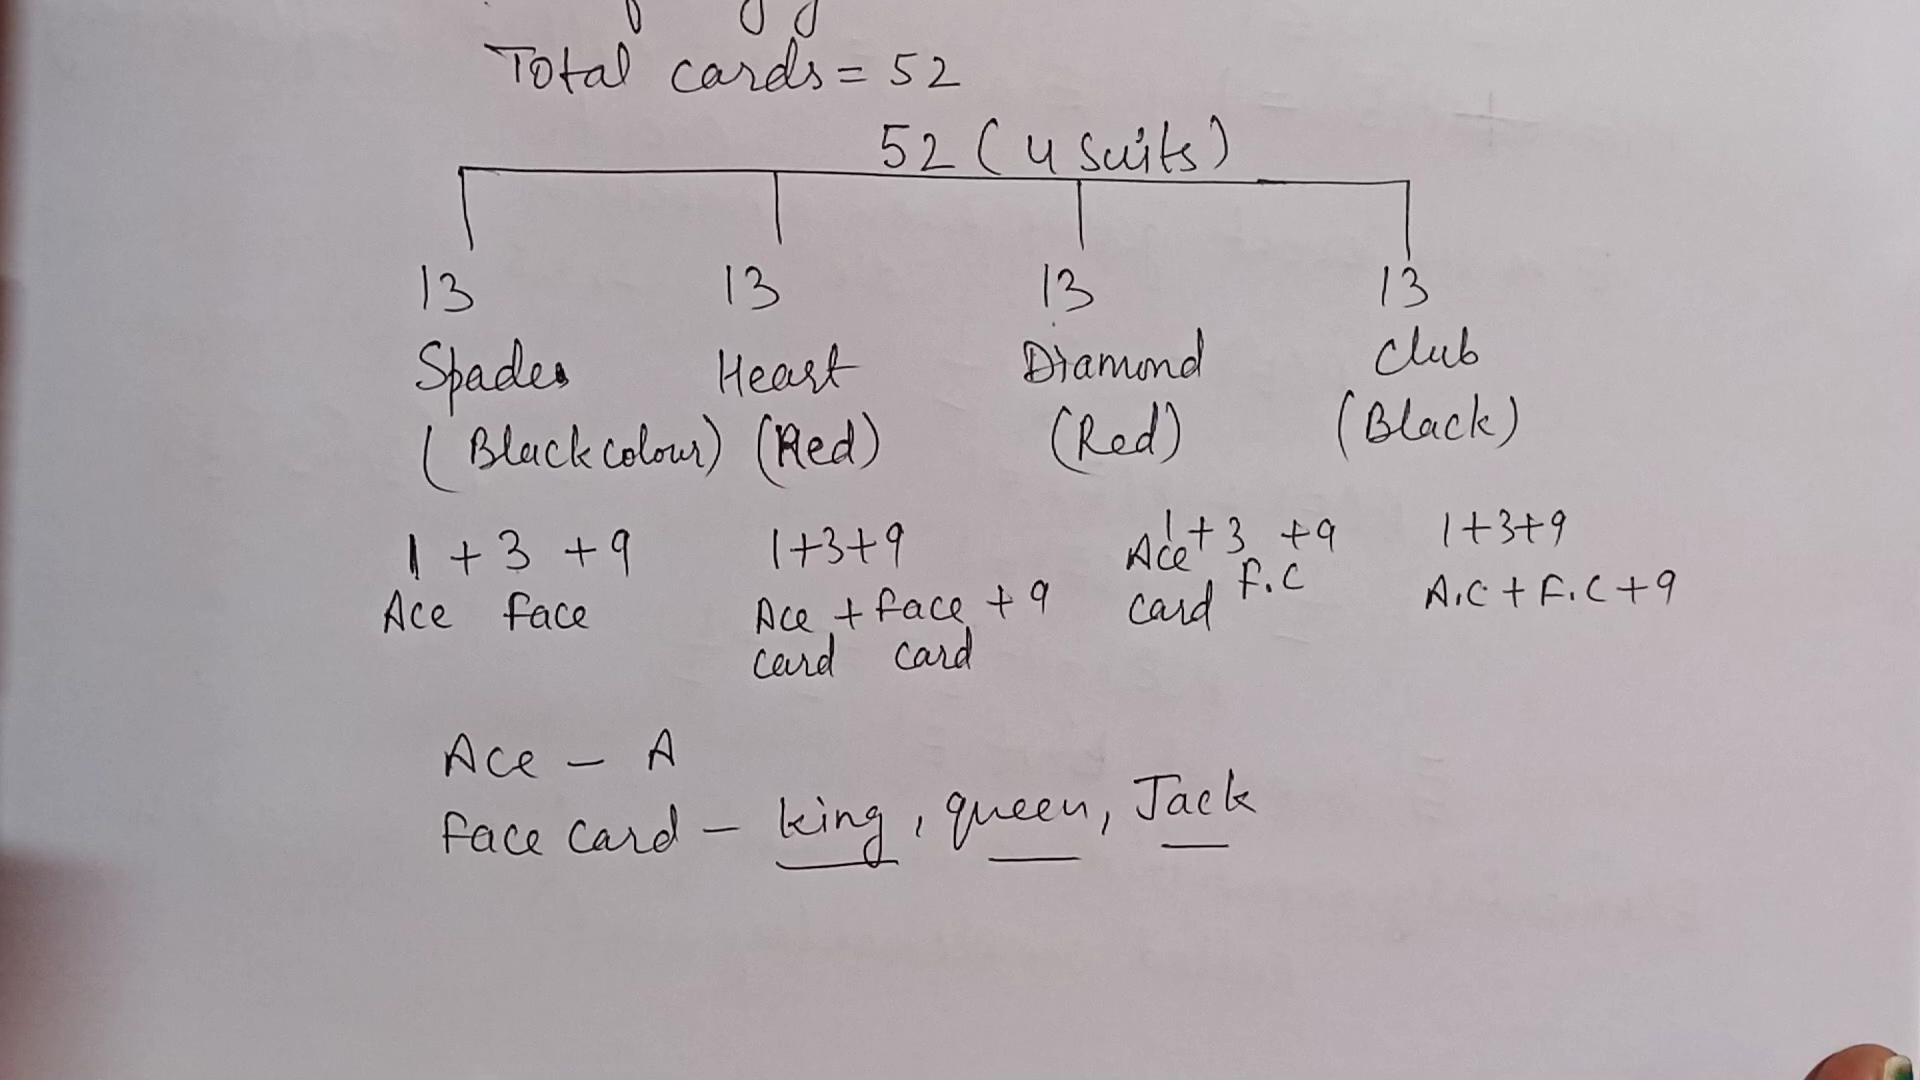 Total cards = 52
52 (4 suits)
13 13 13 13
Spades Heart Diamond Club
(Black colour) (Red) (Red) (Black)
1 + 3 + 9 1+3+9 1+3 +9 1+3+9
Ace face Ace + face + 9 Ace F.C A.C + F.C + 9
card card card
Ace - A
face card - king, queen, Jack